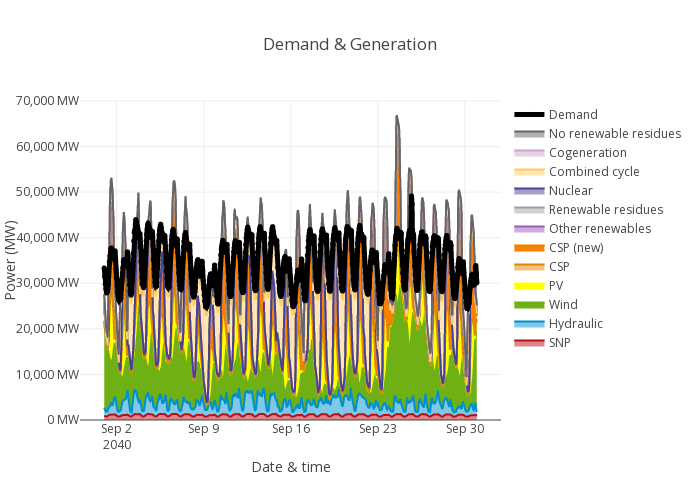 Demand & Generation
70,000 MW
60,000 MW
50,000 MW
40,000 MW
30,000 MW
20,000 MW
10,000 MW
0 MW
Power (MW)
Sep 2
2040
Sep 9
Sep 16
Sep 23
Sep 30
Date & time
Demand
No renewable residues
Cogeneration
Combined cycle
Nuclear
Renewable residues
Other renewables
CSP (new)
CSP
PV
Wind
Hydraulic
SNP